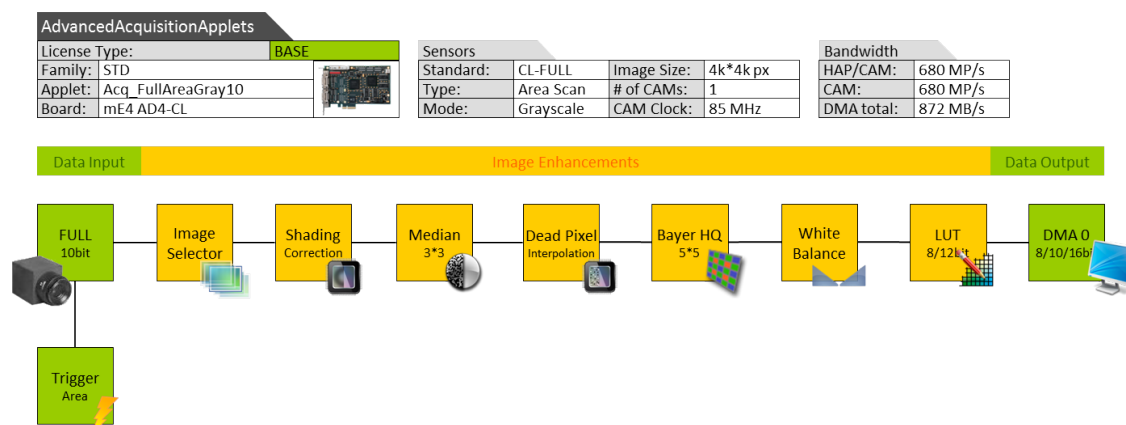 AdvancedAcquisitionApplets
License Type: BASE
Family: STD
Applet: Acq_FullAreaGray10
Board: mE4 AD4-CL
Sensors
Standard: CL-FULL Image Size: 4k*4k px
Type: Area Scan # of CAMs: 1
Mode: Grayscale CAM Clock: 85 MHz
Bandwidth
HAP/CAM: 680 MP/s
CAM: 680 MP/s
DMA total: 872 MB/s
Data Input
Image Enhancements
Data Output
FULL
10bit
Image
Selector
Shading
Correction
Median
3*3
Dead Pixel
Interpolation
Bayer HQ
5*5
White
Balance
LUT
8/12bit
DMA 0
8/10/16bi
Trigger
Area